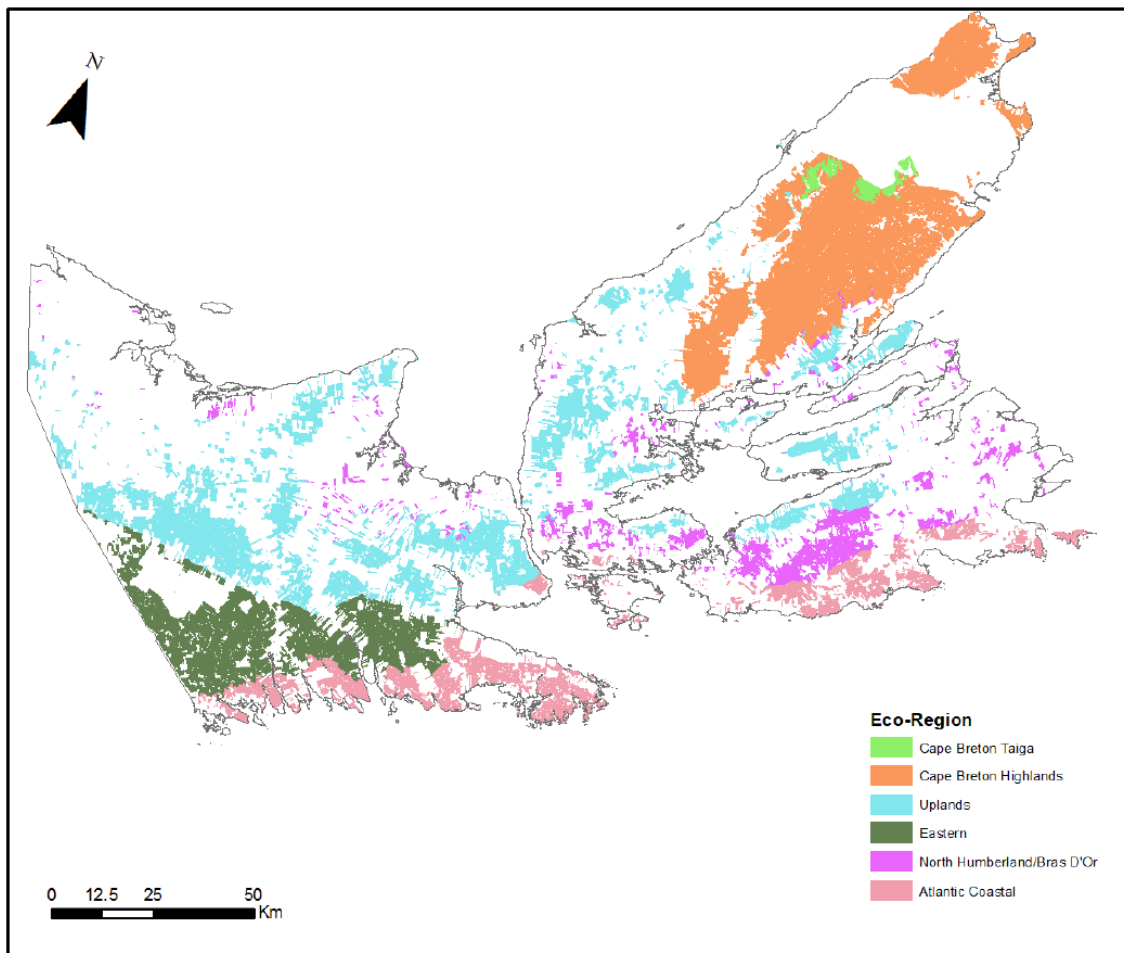 N
Eco-Region
Cape Breton Taiga
Cape Breton Highlands
Uplands
Eastern
North Humberland/Bras D'Or
Atlantic Coastal
0 12.5 25 50
Km